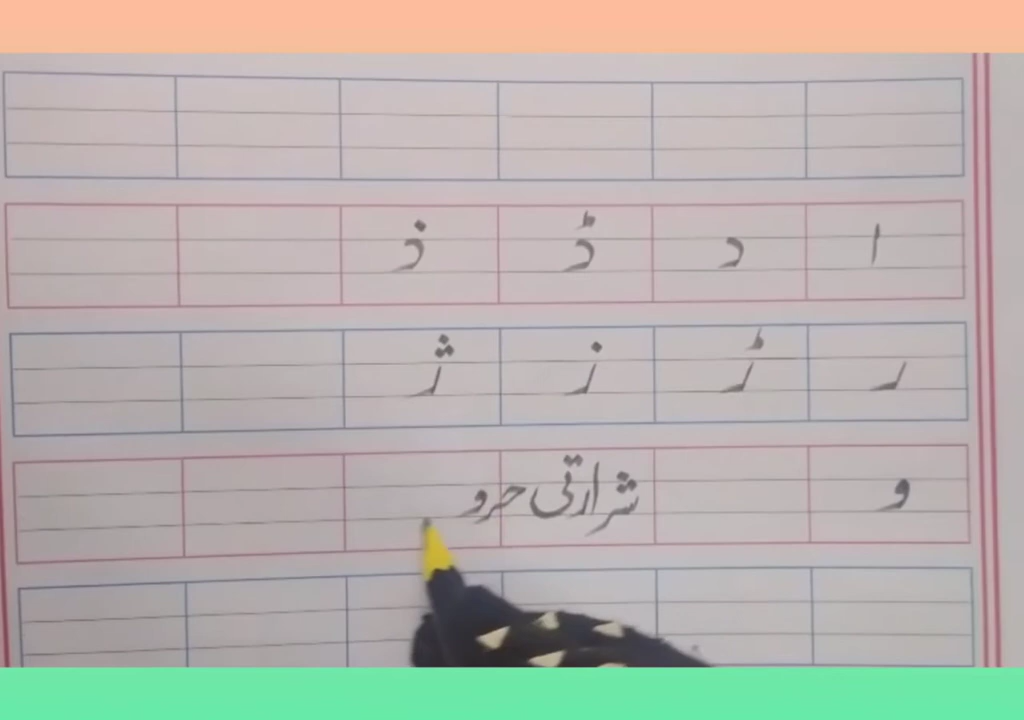 ا د ڈ ذ
ر ڑ ز ژ
و شرارتی حرو